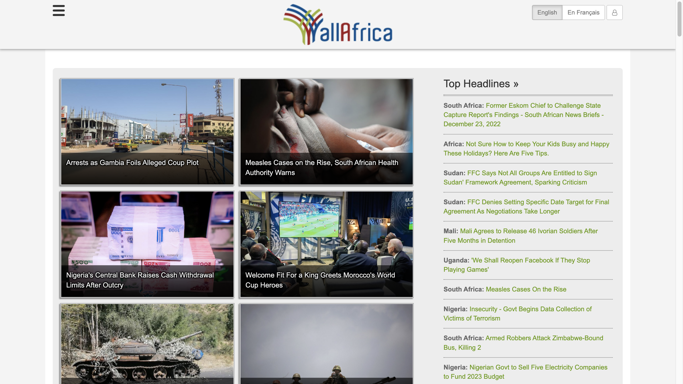 allAfrica
English
En Français
Arrests as Gambia Foils Alleged Coup Plot
Measles Cases on the Rise, South African Health
Authority Warns
Nigeria's Central Bank Raises Cash Withdrawal
Limits After Outcry
Welcome Fit For a King Greets Morocco's World
Cup Heroes
Top Headlines »
South Africa: Former Eskom Chief to Challenge State
Capture Report's Findings - South African News Briefs -
December 23, 2022
Africa: Not Sure How to Keep Your Kids Busy and Happy
These Holidays? Here Are Five Tips.
Sudan: FFC Says Not All Groups Are Entitled to Sign
Sudan' Framework Agreement, Sparking Criticism
Sudan: FFC Denies Setting Specific Date Target for Final
Agreement As Negotiations Take Longer
Mali: Mali Agrees to Release 46 Ivorian Soldiers After
Five Months in Detention
Uganda: 'We Shall Reopen Facebook If They Stop
Playing Games'
South Africa: Measles Cases On the Rise
Nigeria: Insecurity - Govt Begins Data Collection of
Victims of Terrorism
South Africa: Armed Robbers Attack Zimbabwe-Bound
Bus, Killing 2
Nigeria: Nigerian Govt to Sell Five Electricity Companies
to Fund 2023 Budget